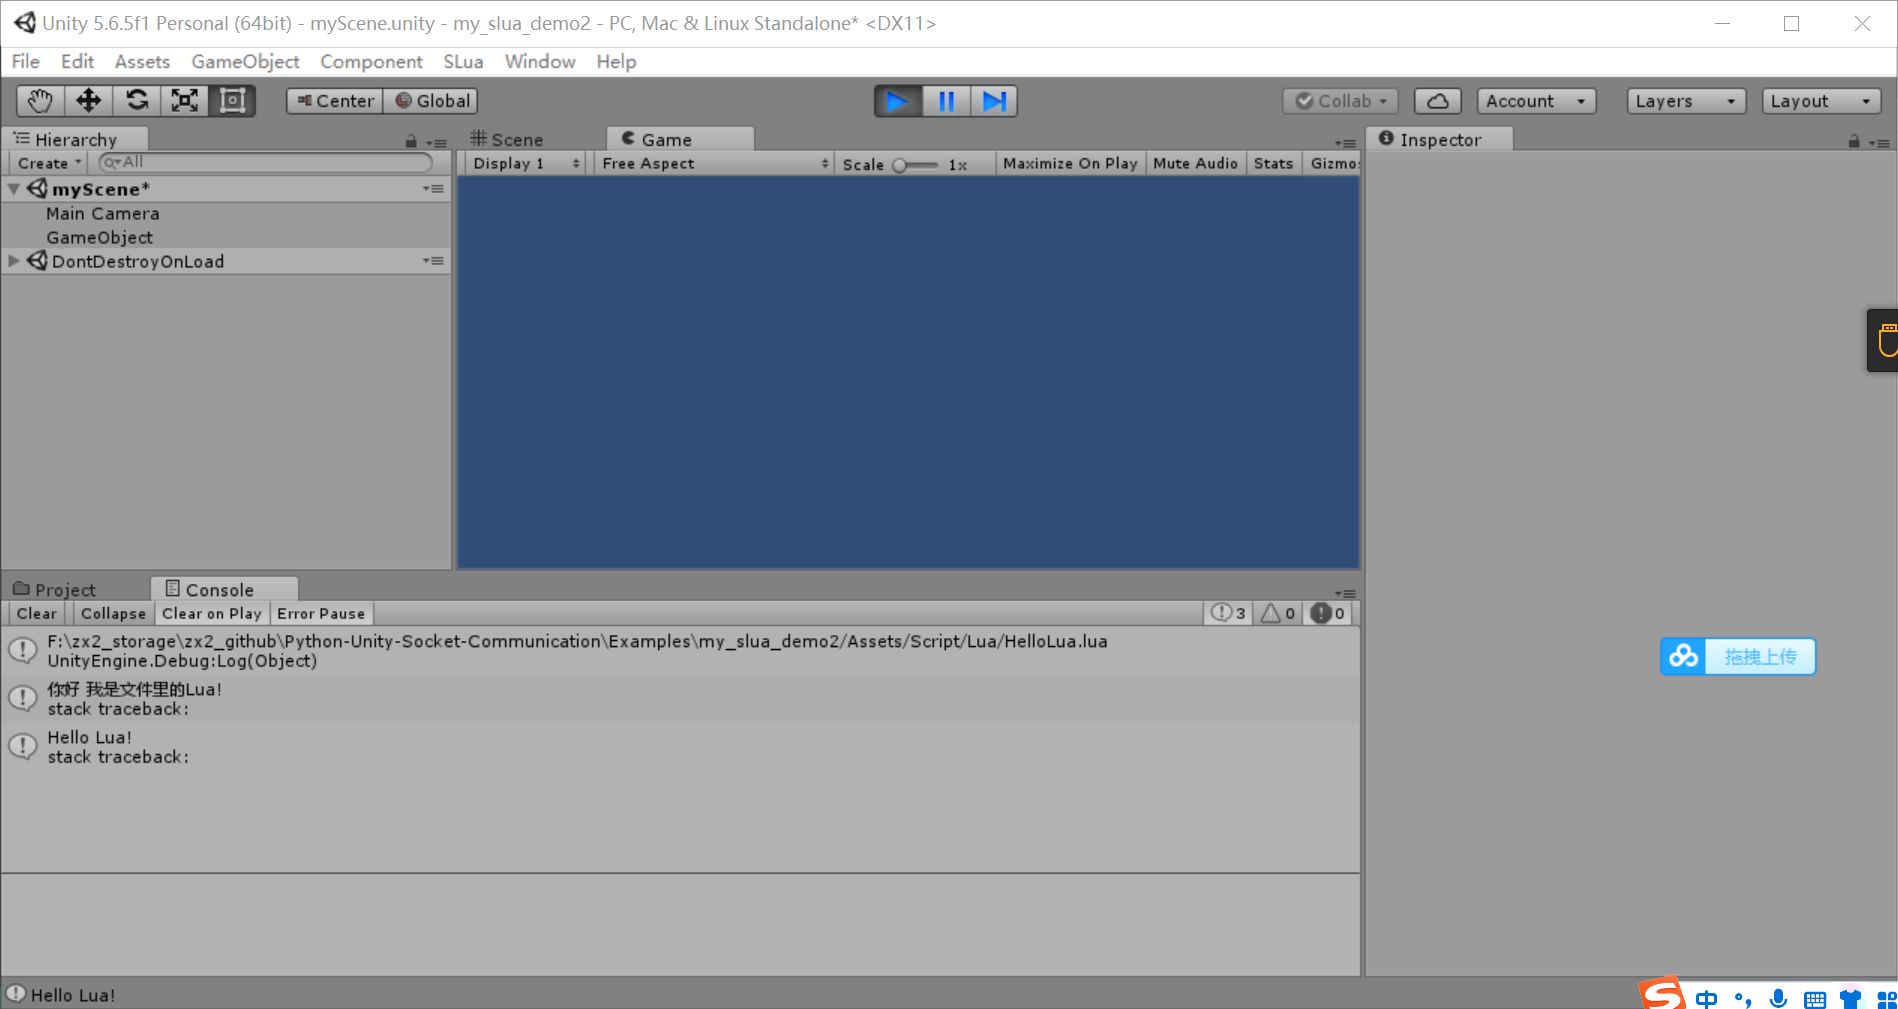 Unity 5.6.5f1 Personal (64bit) - myScene.unity - my_slua_demo2 - PC, Mac & Linux Standalone* <DX11>
File Edit Assets GameObject Component SLua Window Help
Center Global Collab Account Layers Layout
Hierarchy Scene Game Inspector
Create All Display 1 Free Aspect Scale 1x Maximize On Play Mute Audio Stats Gizmos
myScene*
Main Camera
GameObject
DontDestroyOnLoad
Project Console
Clear Collapse Clear on Play Error Pause 3 0 0
F:\zx2_storage\zx2_github\Python-Unity-Socket-Communication\Examples\my_slua_demo2/Assets/Script/Lua/HelloLua.lua
UnityEngine.Debug:Log(Object)
你好 我是文件里的Lua!
stack traceback:
Hello Lua!
stack traceback:
拖拽上传
Hello Lua!
S 中 °,